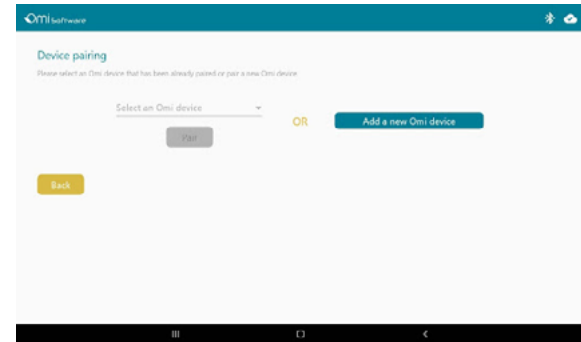 Omi Software
Device pairing
Please select an Omi device that has been already paired or pair a new Omi device
Select an Omi device
OR
Add a new Omi device
Pair
Back